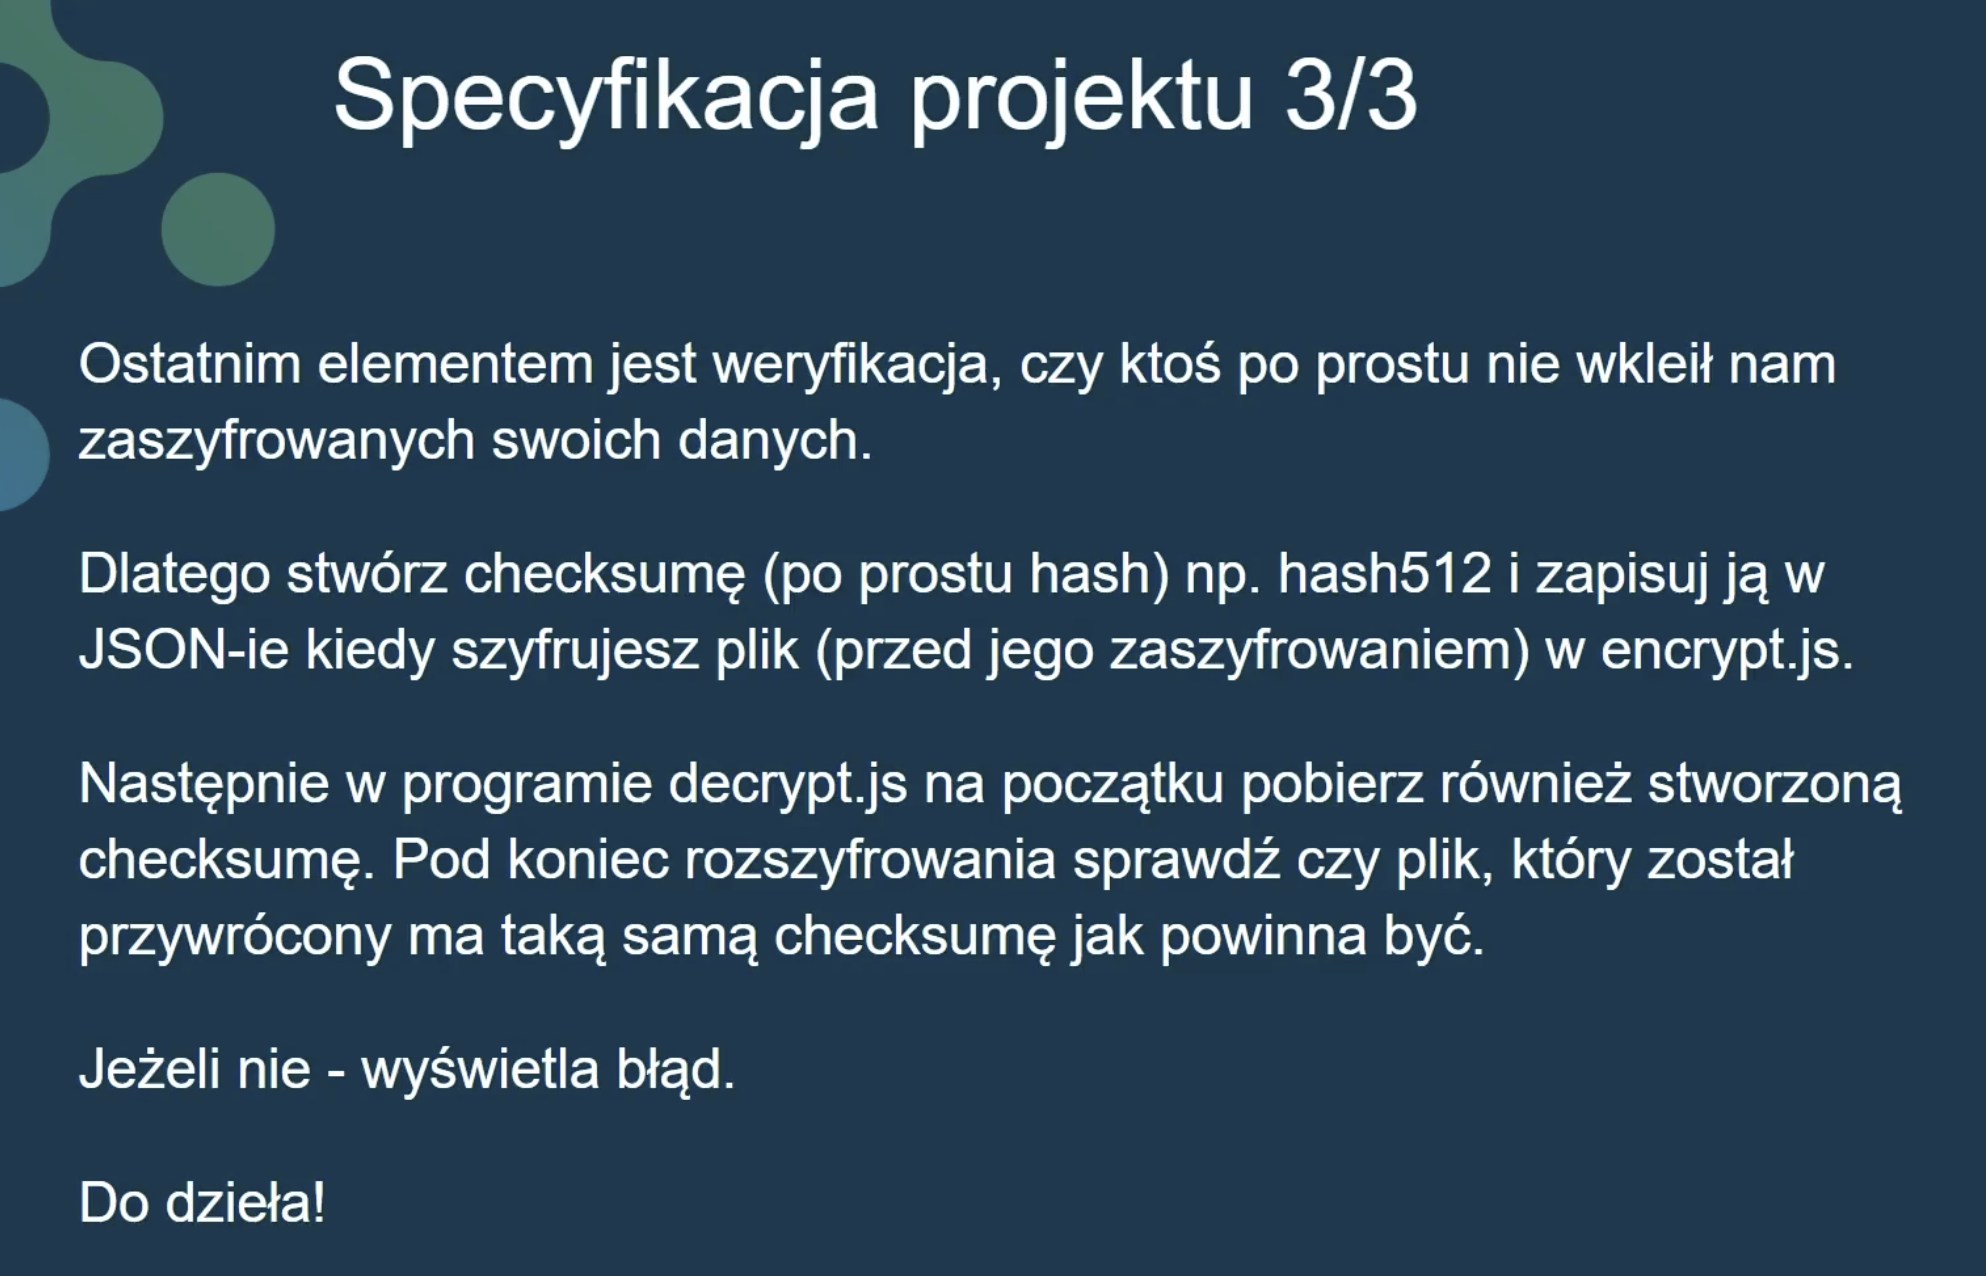 Specyfikacja projektu 3/3
Ostatnim elementem jest weryfikacja, czy ktoś po prostu nie wkleił nam
zaszyfrowanych swoich danych.
Dlatego stwórz checksumę (po prostu hash) np. hash512 i zapisuj ją w
JSON-ie kiedy szyfrujesz plik (przed jego zaszyfrowaniem) w encrypt.js.
Następnie w programie decrypt.js na początku pobierz również stworzoną
checksumę. Pod koniec rozszyfrowania sprawdź czy plik, który został
przywrócony ma taką samą checksumę jak powinna być.
Jeżeli nie - wyświetla błąd.
Do dzieła!